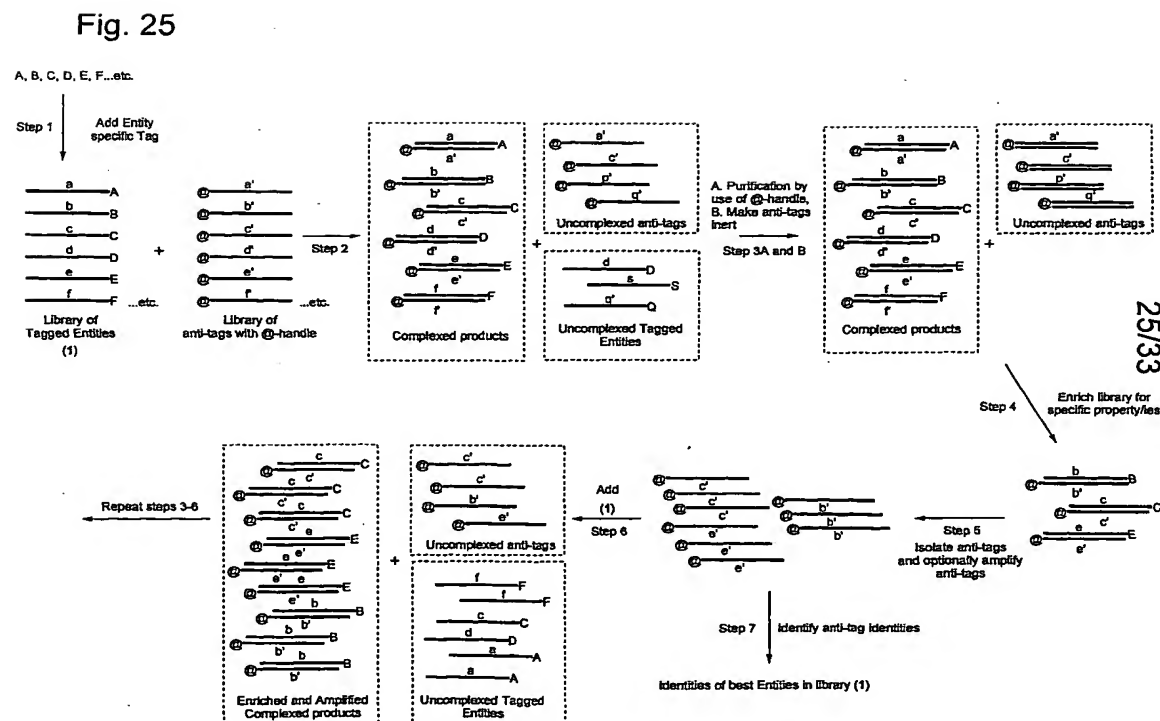 Fig. 25
A, B, C, D, E, F...etc.
Step 1
Add Entity
specific Tag
a A
b B
c C
d D
e E
f F ...etc.
Library of
Tagged Entities
(1)
+
@ a'
@ b'
@ c'
@ d'
@ e'
@ f' ...etc.
Library of
anti-tags with @-handle
Step 2
a A
@ a'
b B
@ b'
c C
@ c'
d D
@ d'
e E
@ e'
f F
@ f'
Complexed products
+
@ a'
@ c'
@ p'
@ q'
Uncomplexed anti-tags
d D
s S
q' Q
Uncomplexed Tagged
Entities
A. Purification by
use of @-handle,
B. Make anti-tags
inert
Step 3A and B
a A
@ a'
b B
@ b'
c C
@ c'
d D
@ d'
e E
@ e'
f F
@ f'
Complexed products
+
@ a'
@ c'
@ p'
@ q'
Uncomplexed anti-tags
25/33
Step 4
Enrich library for
specific property/ies
b B
@ b'
c C
@ c'
e E
@ e'
Step 5
Isolate anti-tags
and optionally amplify
anti-tags
@ c'
@ c'
@ c'
@ e'
@ e'
@ e'
@ b'
@ b'
@ b'
Step 7
Identify anti-tag identities
Identities of best Entities in library (1)
Add
(1)
Step 6
@ c'
@ c'
@ b'
@ e'
Uncomplexed anti-tags
f F
f F
c C
d D
a A
a A
Uncomplexed Tagged
Entities
+
c C
@ c'
c C
@ c'
c C
@ c'
e E
@ e'
e E
@ e'
e E
@ e'
b B
@ b'
b B
@ b'
b B
@ b'
Enriched and Amplified
Complexed products
Repeat steps 3-6